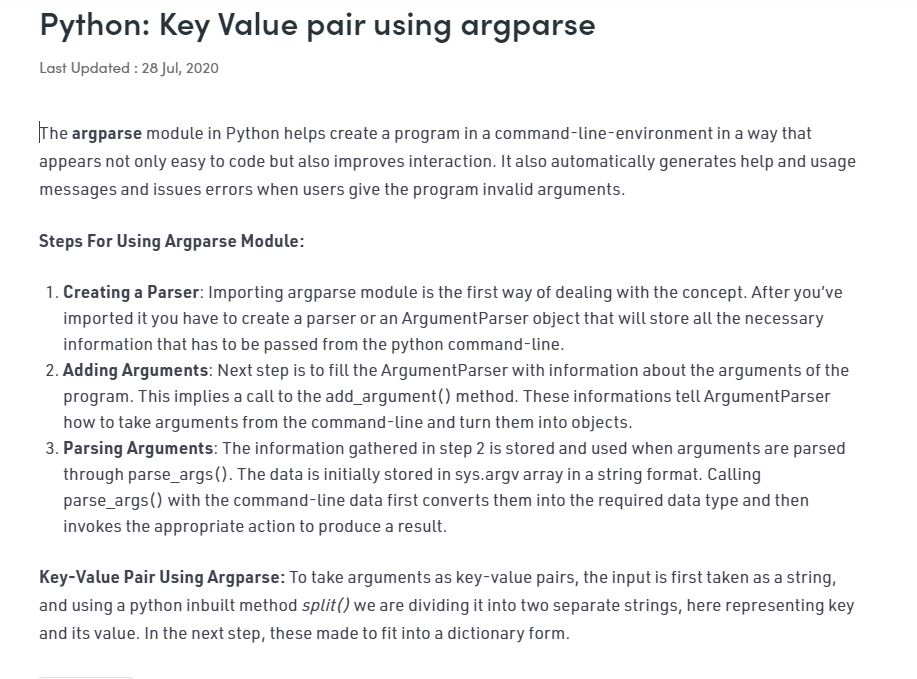 Python: Key Value pair using argparse
Last Updated : 28 Jul, 2020
The argparse module in Python helps create a program in a command-line-environment in a way that
appears not only easy to code but also improves interaction. It also automatically generates help and usage
messages and issues errors when users give the program invalid arguments.
Steps For Using Argparse Module:
1. Creating a Parser: Importing argparse module is the first way of dealing with the concept. After you've
imported it you have to create a parser or an ArgumentParser object that will store all the necessary
information that has to be passed from the python command-line.
2. Adding Arguments: Next step is to fill the ArgumentParser with information about the arguments of the
program. This implies a call to the add_argument() method. These informations tell ArgumentParser
how to take arguments from the command-line and turn them into objects.
3. Parsing Arguments: The information gathered in step 2 is stored and used when arguments are parsed
through parse_args(). The data is initially stored in sys.argv array in a string format. Calling
parse_args() with the command-line data first converts them into the required data type and then
invokes the appropriate action to produce a result.
Key-Value Pair Using Argparse: To take arguments as key-value pairs, the input is first taken as a string,
and using a python inbuilt method split() we are dividing it into two separate strings, here representing key
and its value. In the next step, these made to fit into a dictionary form.